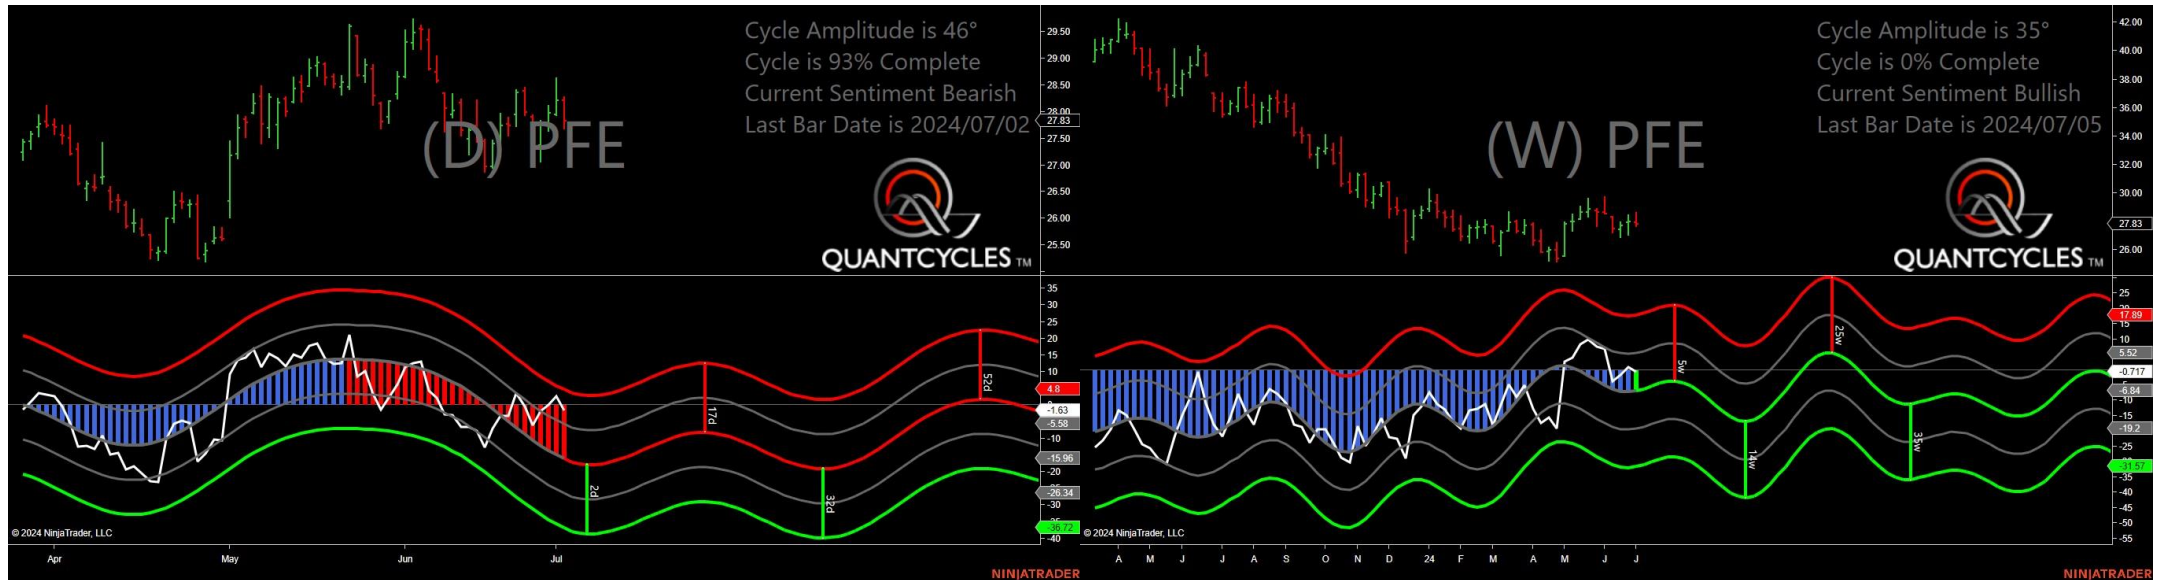 Cycle Amplitude is 46°
Cycle is 93% Complete
Current Sentiment Bearish
Last Bar Date is 2024/07/02
(D) PFE
QUANTCYCLES TM
29.50
29.00
28.50
28.00
27.83
27.50
27.00
26.50
26.00
25.50
35
30
25
20
15
10
4.8
-1.63
-5.58
-10
-15.96
-20
-26.34
-36.72
-40
17d
52d
2d
32d
© 2024 NinjaTrader, LLC
Apr
May
Jun
Jul
NINJATRADER
Cycle Amplitude is 35°
Cycle is 0% Complete
Current Sentiment Bullish
Last Bar Date is 2024/07/05
(W) PFE
QUANTCYCLES TM
42.00
40.00
38.00
36.00
34.00
32.00
30.00
27.83
26.00
25
17.89
15
10
5.52
-0.717
-6.84
-10
-15
-19.2
-25
-31.57
-35
-40
-45
-50
-55
5w
25w
14w
35w
© 2024 NinjaTrader, LLC
A M J J A S O N D 24 F M A M J J
NINJATRADER